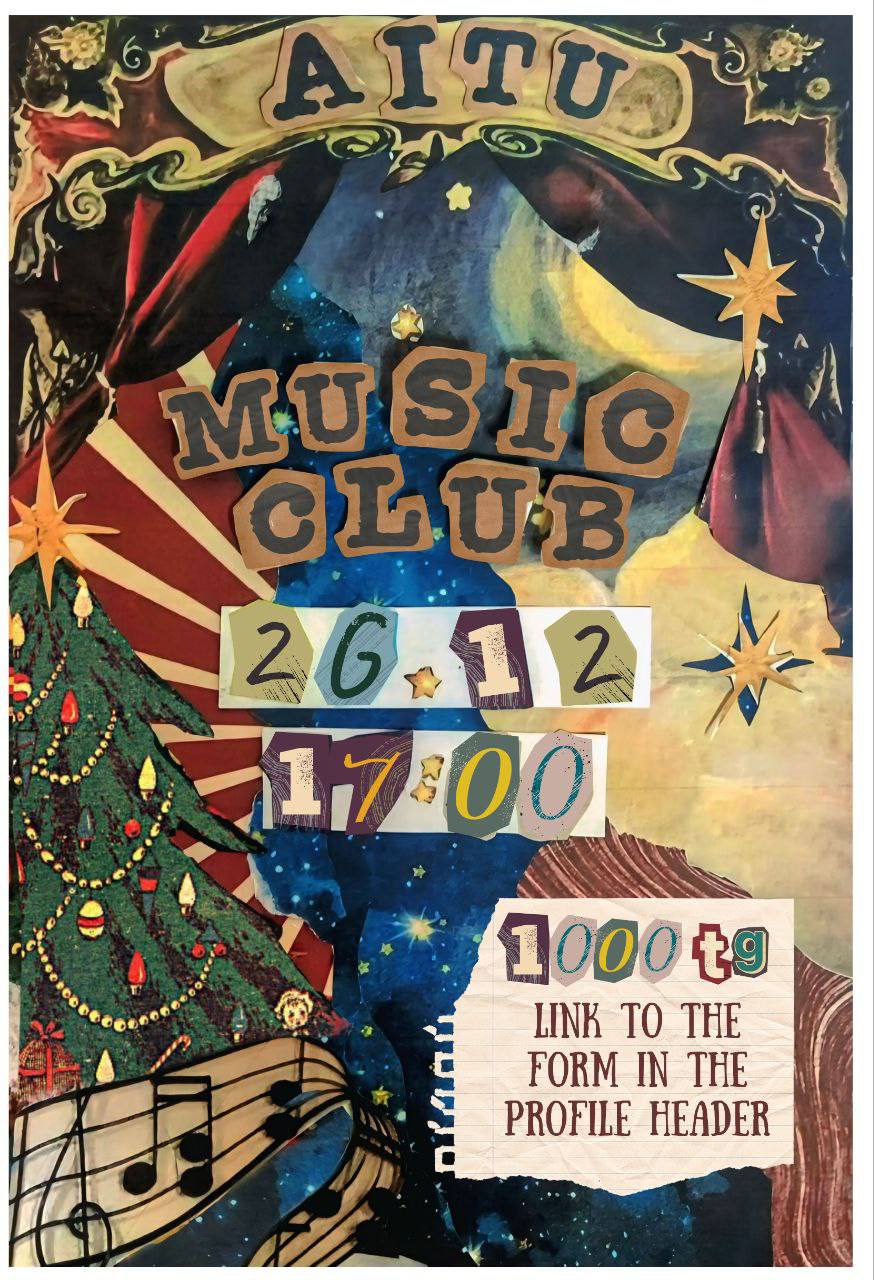 AITU
MUSIC
CLUB
26.12
17:00
1000 tg
LINK TO THE
FORM IN THE
PROFILE HEADER